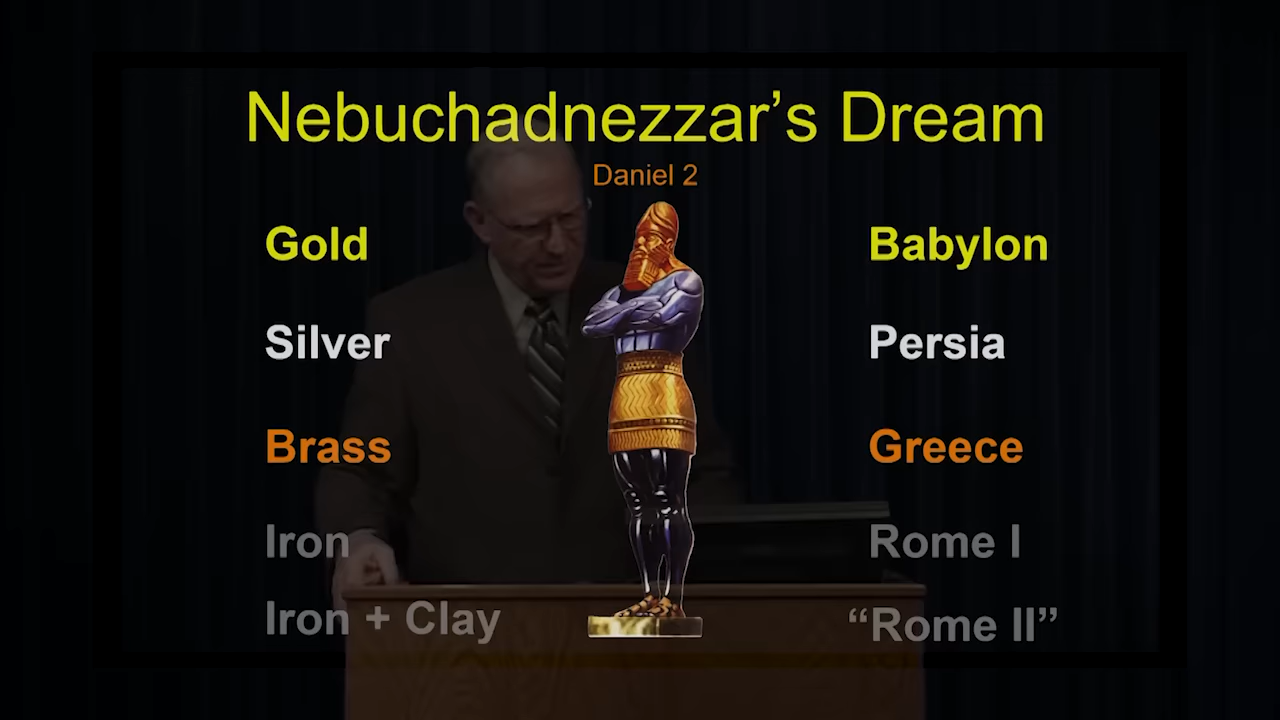 Nebuchadnezzar’s Dream
Daniel 2
Gold Babylon
Silver Persia
Brass Greece
Iron Rome I
Iron + Clay “Rome II”